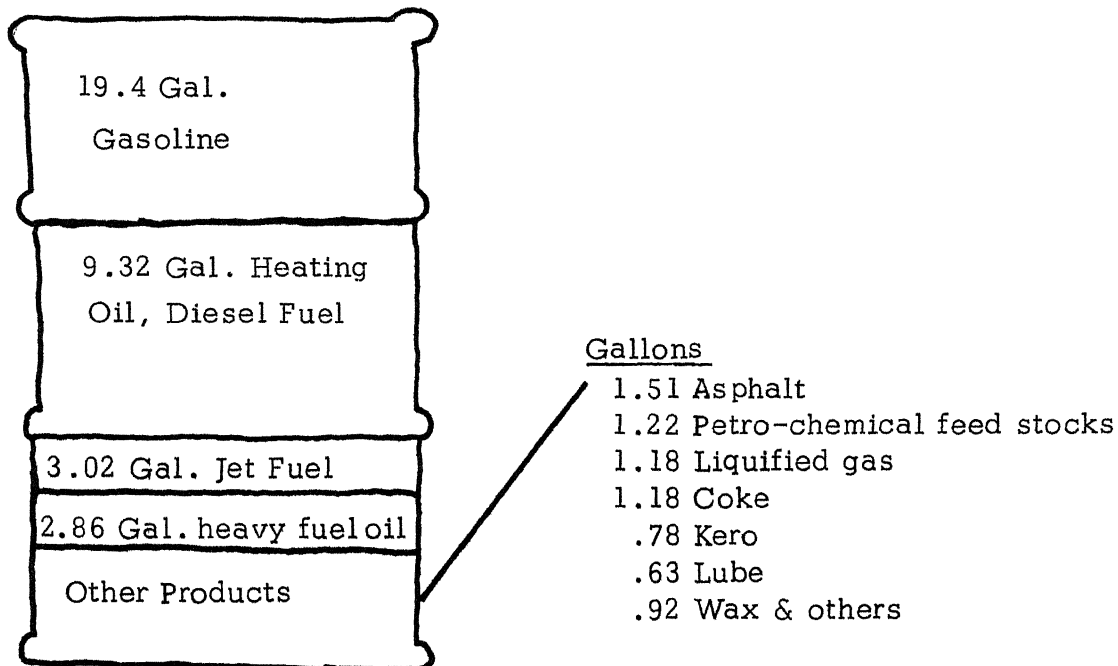 19.4 Gal.
Gasoline
9.32 Gal. Heating
Oil, Diesel Fuel
3.02 Gal. Jet Fuel
2.86 Gal. heavy fuel oil
Other Products
Gallons
1.51 Asphalt
1.22 Petro-chemical feed stocks
1.18 Liquified gas
1.18 Coke
.78 Kero
.63 Lube
.92 Wax & others